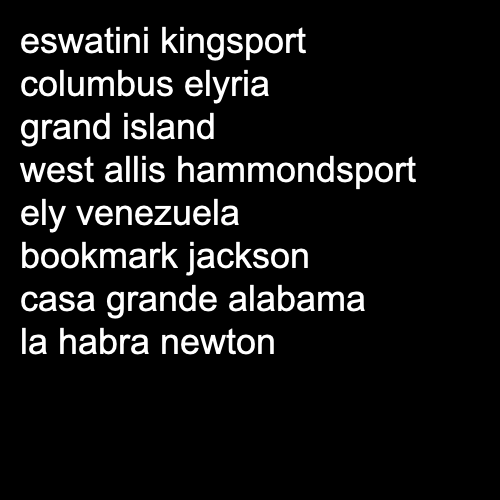 eswatini kingsport
columbus elyria
grand island
west allis hammondsport
ely venezuela
bookmark jackson
casa grande alabama
la habra newton